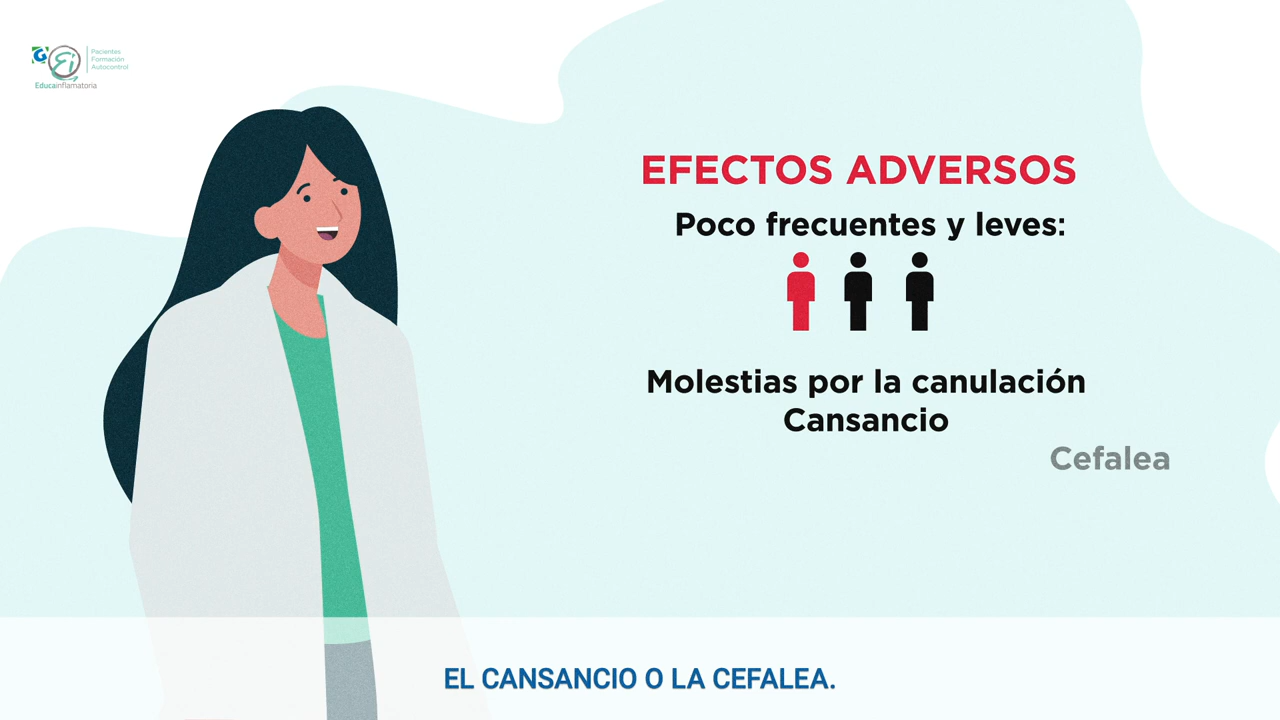 G Ei
Pacientes
Formación
Autocontrol
Educainflamatoria
EFECTOS ADVERSOS
Poco frecuentes y leves:
Molestias por la canulación
Cansancio
Cefalea
EL CANSANCIO O LA CEFALEA.